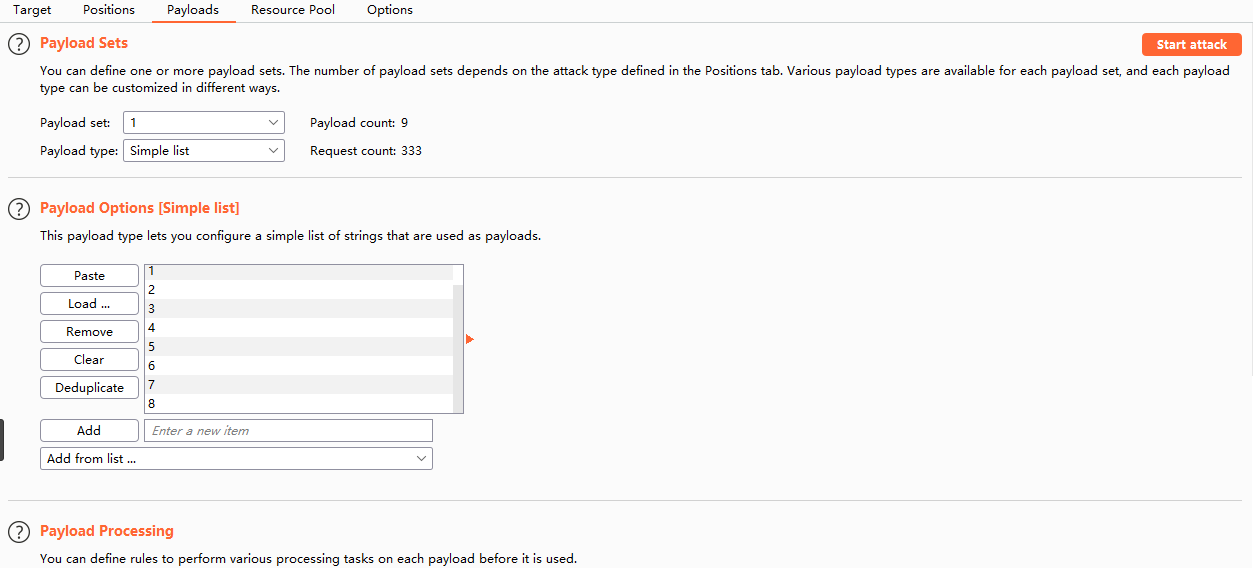 Target Positions Payloads Resource Pool Options
? Payload Sets Start attack
You can define one or more payload sets. The number of payload sets depends on the attack type defined in the Positions tab. Various payload types are available for each payload set, and each payload
type can be customized in different ways.
Payload set: 1 Payload count: 9
Payload type: Simple list Request count: 333
? Payload Options [Simple list]
This payload type lets you configure a simple list of strings that are used as payloads.
Paste
Load ...
Remove
Clear
Deduplicate
1
2
3
4
5
6
7
8
Add Enter a new item
Add from list ...
? Payload Processing
You can define rules to perform various processing tasks on each payload before it is used.